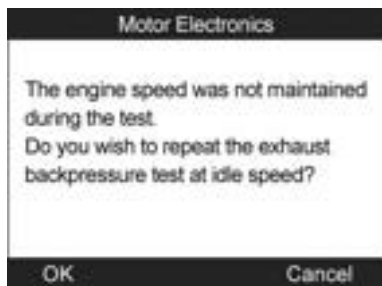 Motor Electronics
The engine speed was not maintained
during the test.
Do you wish to repeat the exhaust
backpressure test at idle speed?
OK Cancel